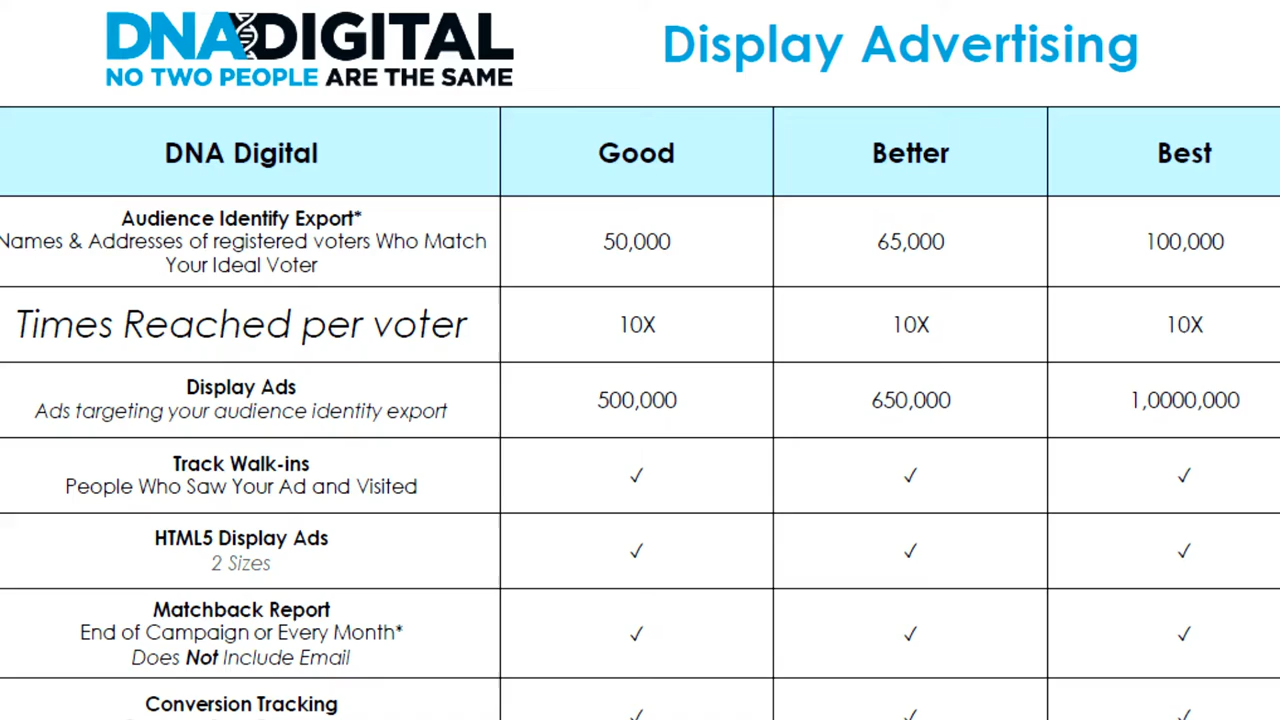 DNA DIGITAL
NO TWO PEOPLE ARE THE SAME
Display Advertising
DNA Digital Good Better Best
Audience Identify Export*
Names & Addresses of registered voters Who Match
Your Ideal Voter
50,000 65,000 100,000
Times Reached per voter 10X 10X 10X
Display Ads
Ads targeting your audience identity export
500,000 650,000 1,0000,000
Track Walk-ins
People Who Saw Your Ad and Visited
✓ ✓ ✓
HTML5 Display Ads
2 Sizes
✓ ✓ ✓
Matchback Report
End of Campaign or Every Month*
Does Not Include Email
✓ ✓ ✓
Conversion Tracking
✓ ✓ ✓